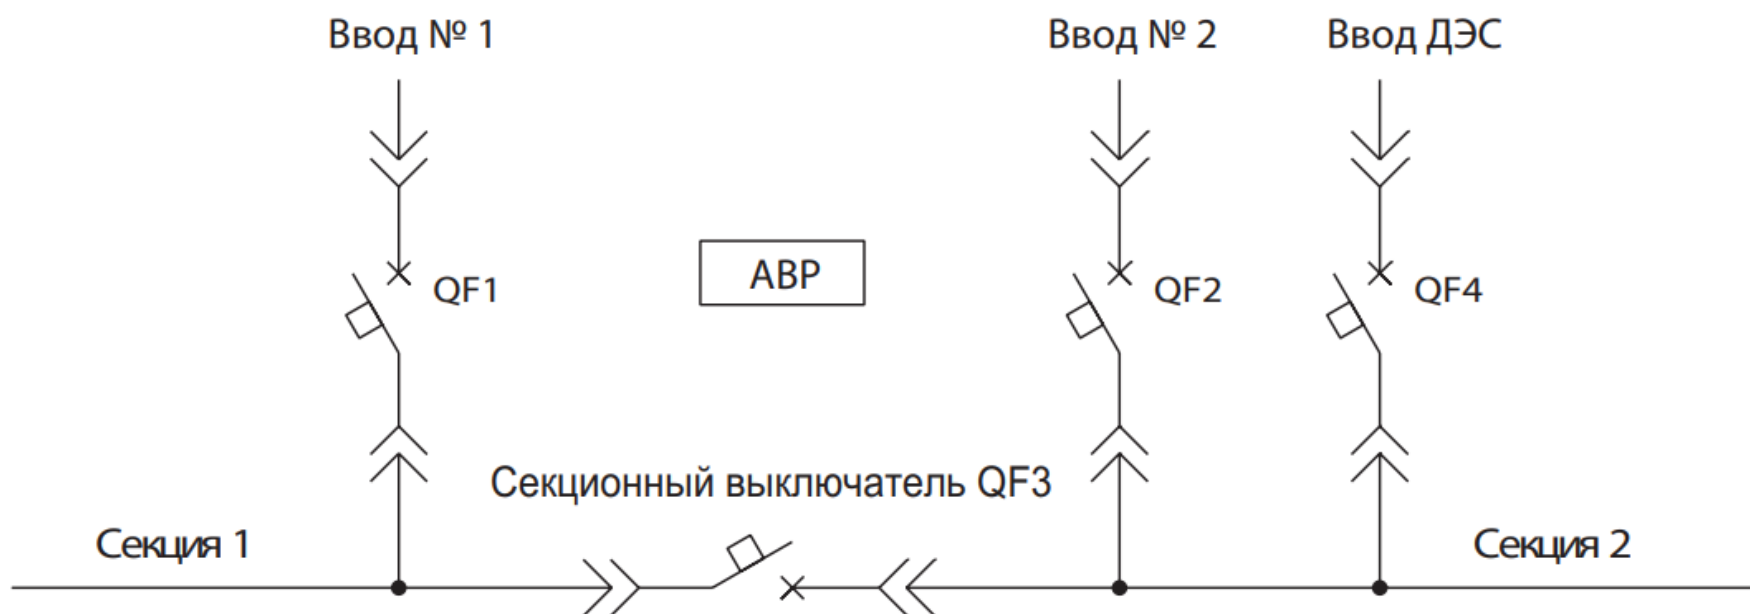 Ввод № 1
Ввод № 2
Ввод ДЭС
АВР
QF1
QF2
QF4
Секционный выключатель QF3
Секция 1
Секция 2